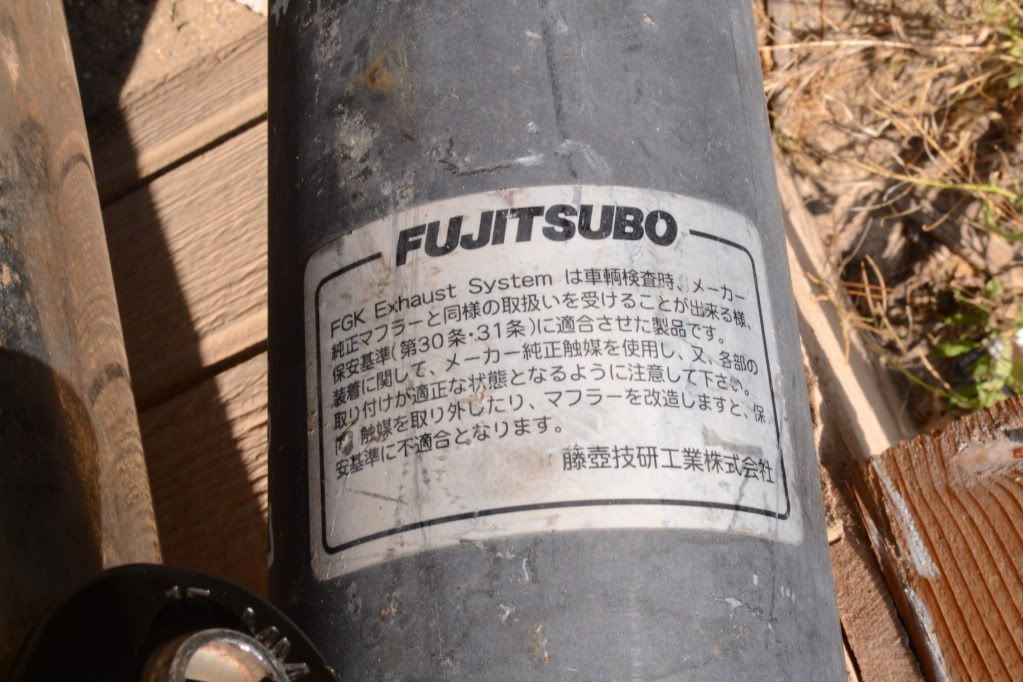 FUJITSUBO
FGK Exhaust System は車輌検査時、メーカー
純正マフラーと同様の取扱いを受けることが出来る様、
保安基準(第30条・31条)に適合させた製品です。
装着に関して、メーカー純正触媒を使用し、又、各部の
取り付けが適正な状態となるように注意して下さい。
触媒を取り外したり、マフラーを改造しますと、保
安基準に不適合となります。
藤壺技研工業株式会社